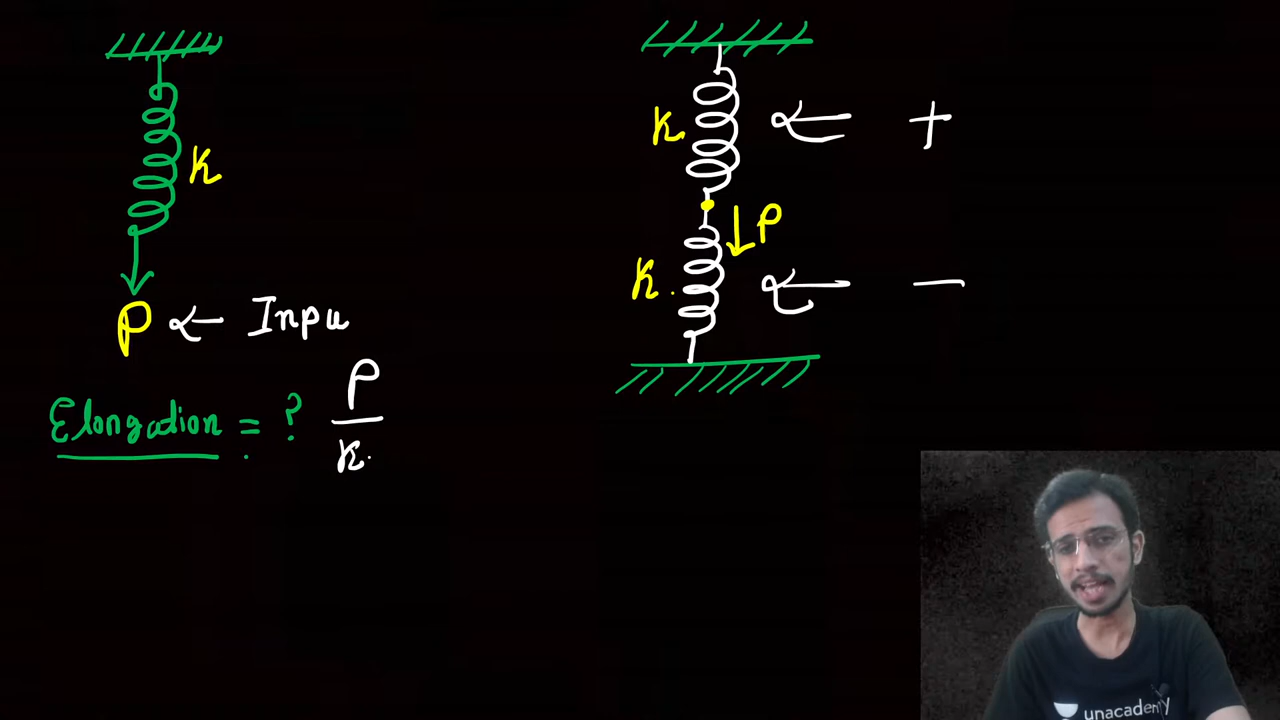 k
P ← Inpu
Elongation = ? P/k.
k
+
↓ P
k.
−
unacademy